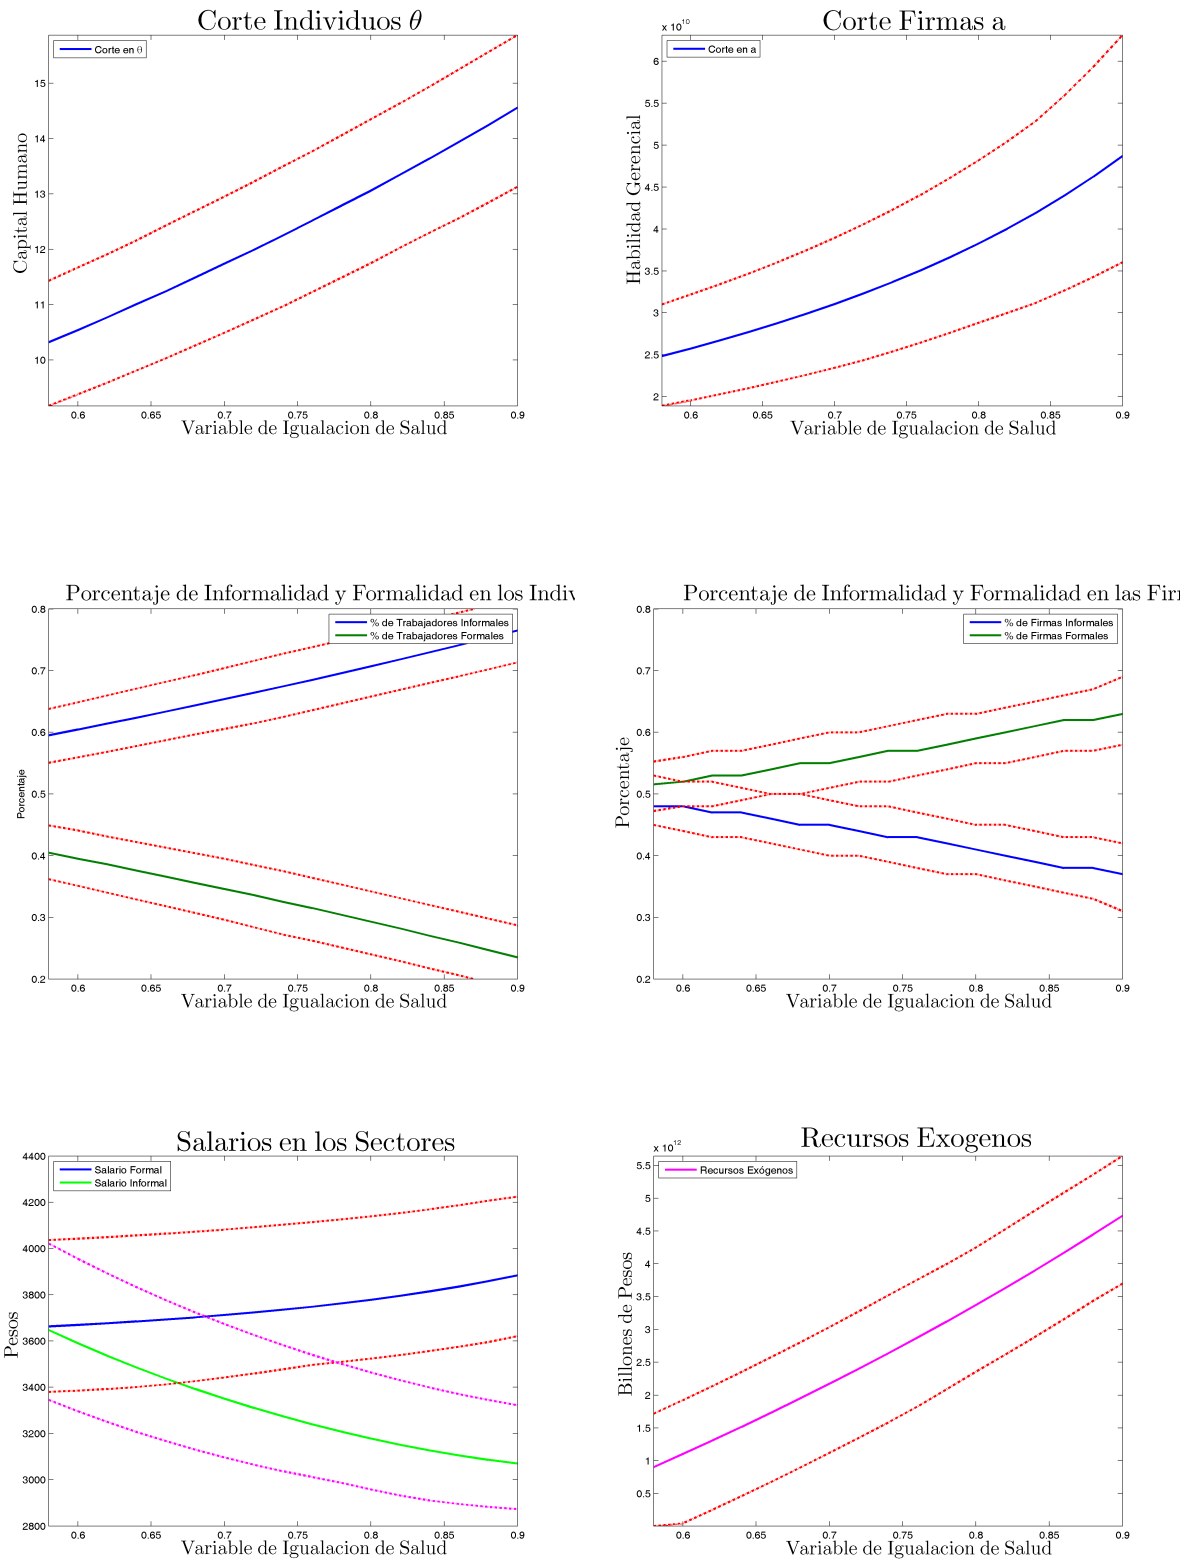 Corte Individuos θ
Corte en θ
15
14
13
12
11
10
Capital Humano
0.6 0.65 0.7 0.75 0.8 0.85 0.9
Variable de Igualacion de Salud
Corte Firmas a
x 10^10
Corte en a
6
5.5
5
4.5
4
3.5
3
2.5
2
Habilidad Gerencial
0.6 0.65 0.7 0.75 0.8 0.85 0.9
Variable de Igualacion de Salud
Porcentaje de Informalidad y Formalidad en los Indiv
% de Trabajadores Informales
% de Trabajadores Formales
0.8
0.7
0.6
0.5
0.4
0.3
0.2
Porcentaje
0.6 0.65 0.7 0.75 0.8 0.85 0.9
Variable de Igualacion de Salud
Porcentaje de Informalidad y Formalidad en las Fir
% de Firmas Informales
% de Firmas Formales
0.8
0.7
0.6
0.5
0.4
0.3
0.2
Porcentaje
0.6 0.65 0.7 0.75 0.8 0.85 0.9
Variable de Igualacion de Salud
Salarios en los Sectores
Salario Formal
Salario Informal
4400
4200
4000
3800
3600
3400
3200
3000
2800
Pesos
0.6 0.65 0.7 0.75 0.8 0.85 0.9
Variable de Igualacion de Salud
Recursos Exogenos
x 10^12
Recursos Exógenos
5.5
5
4.5
4
3.5
3
2.5
2
1.5
1
0.5
Billones de Pesos
0.6 0.65 0.7 0.75 0.8 0.85 0.9
Variable de Igualacion de Salud